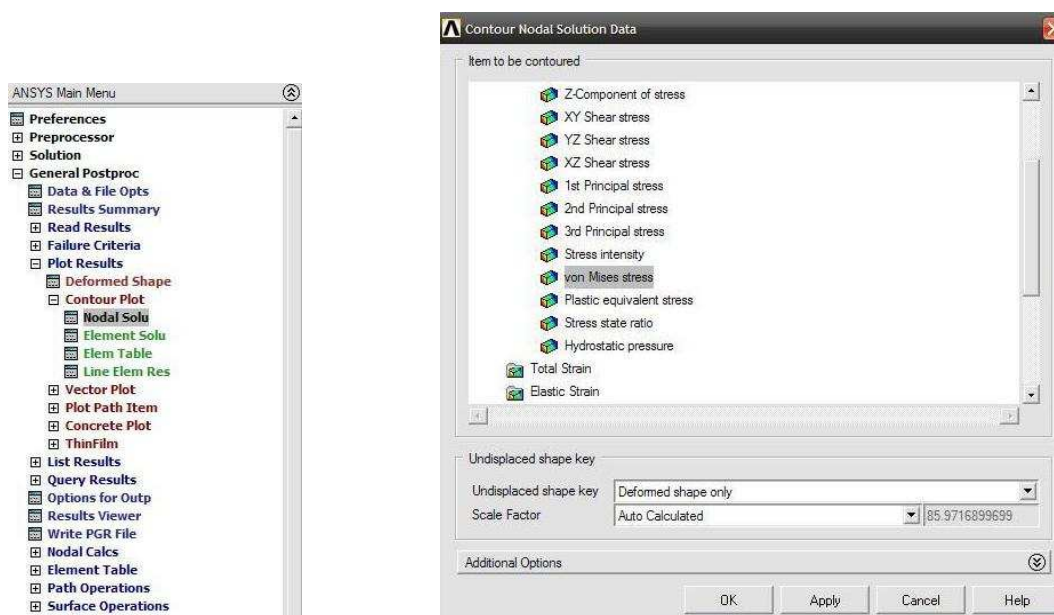 ANSYS Main Menu
Preferences
Preprocessor
Solution
General Postproc
Data & File Opts
Results Summary
Read Results
Failure Criteria
Plot Results
Deformed Shape
Contour Plot
Nodal Solu
Element Solu
Elem Table
Line Elem Res
Vector Plot
Plot Path Item
Concrete Plot
ThinFilm
List Results
Query Results
Options for Outp
Results Viewer
Write PGR File
Nodal Calcs
Element Table
Path Operations
Surface Operations
Contour Nodal Solution Data
Item to be contoured
Z-Component of stress
XY Shear stress
YZ Shear stress
XZ Shear stress
1st Principal stress
2nd Principal stress
3rd Principal stress
Stress intensity
von Mises stress
Plastic equivalent stress
Stress state ratio
Hydrostatic pressure
Total Strain
Elastic Strain
Undisplaced shape key
Undisplaced shape key Deformed shape only
Scale Factor Auto Calculated 85.9716899699
Additional Options
OK Apply Cancel Help